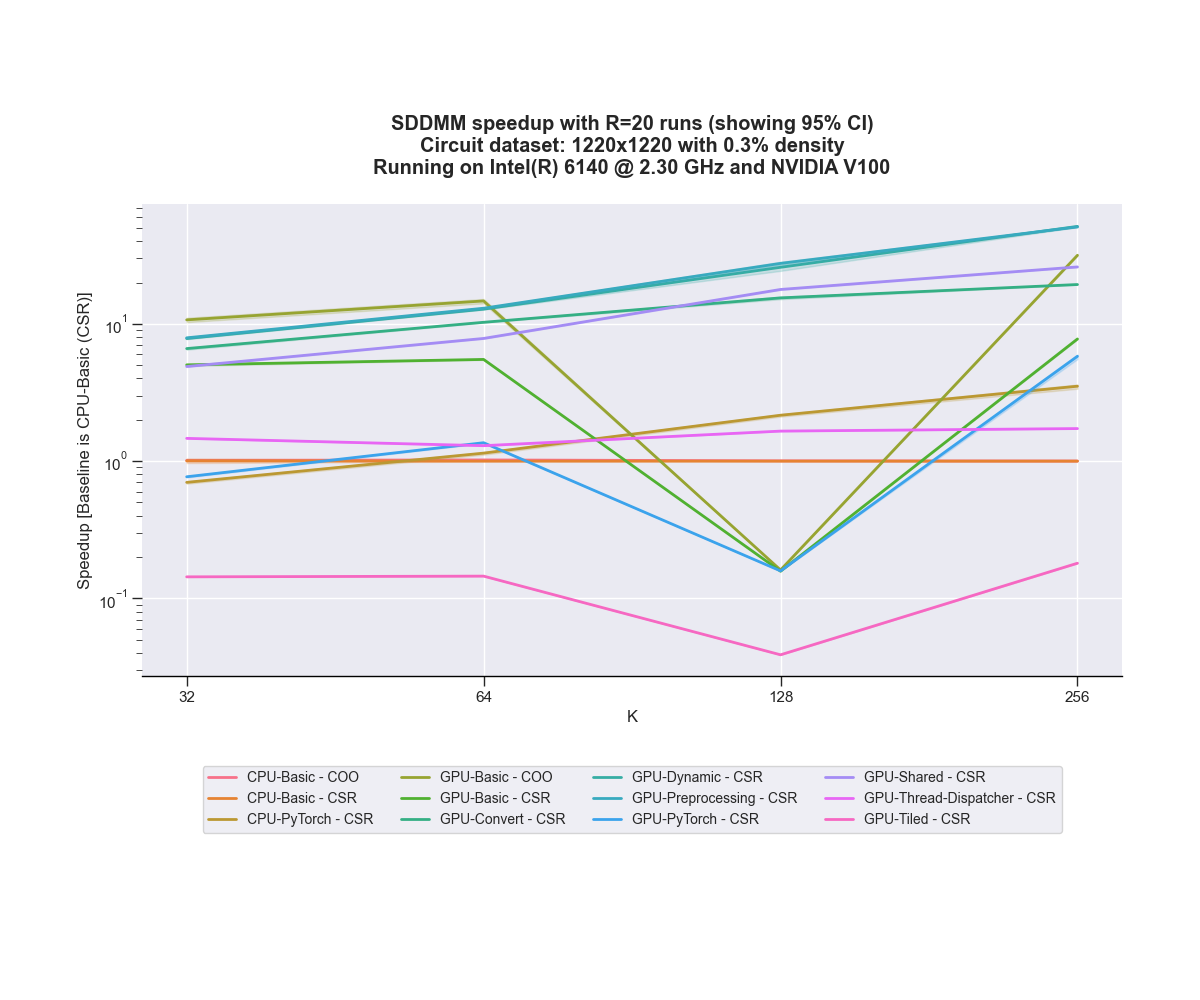 SDDMM speedup with R=20 runs (showing 95% CI)
Circuit dataset: 1220x1220 with 0.3% density
Running on Intel(R) 6140 @ 2.30 GHz and NVIDIA V100
Speedup [Baseline is CPU-Basic (CSR)]
10¹
10⁰
10⁻¹
32 64 128 256
K
CPU-Basic - COO GPU-Basic - COO GPU-Dynamic - CSR GPU-Shared - CSR
CPU-Basic - CSR GPU-Basic - CSR GPU-Preprocessing - CSR GPU-Thread-Dispatcher - CSR
CPU-PyTorch - CSR GPU-Convert - CSR GPU-PyTorch - CSR GPU-Tiled - CSR